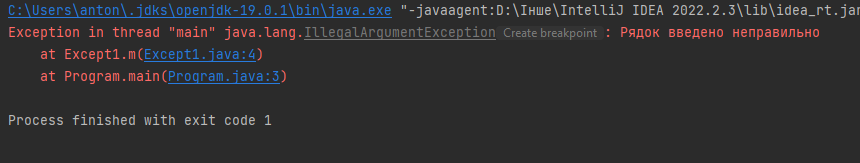 C:\Users\anton\.jdks\openjdk-19.0.1\bin\java.exe "-javaagent:D:\Інше\IntelliJ IDEA 2022.2.3\lib\idea_rt.jar
Exception in thread "main" java.lang.IllegalArgumentException Create breakpoint : Рядок введено неправильно
at Except1.m(Except1.java:4)
at Program.main(Program.java:3)
Process finished with exit code 1